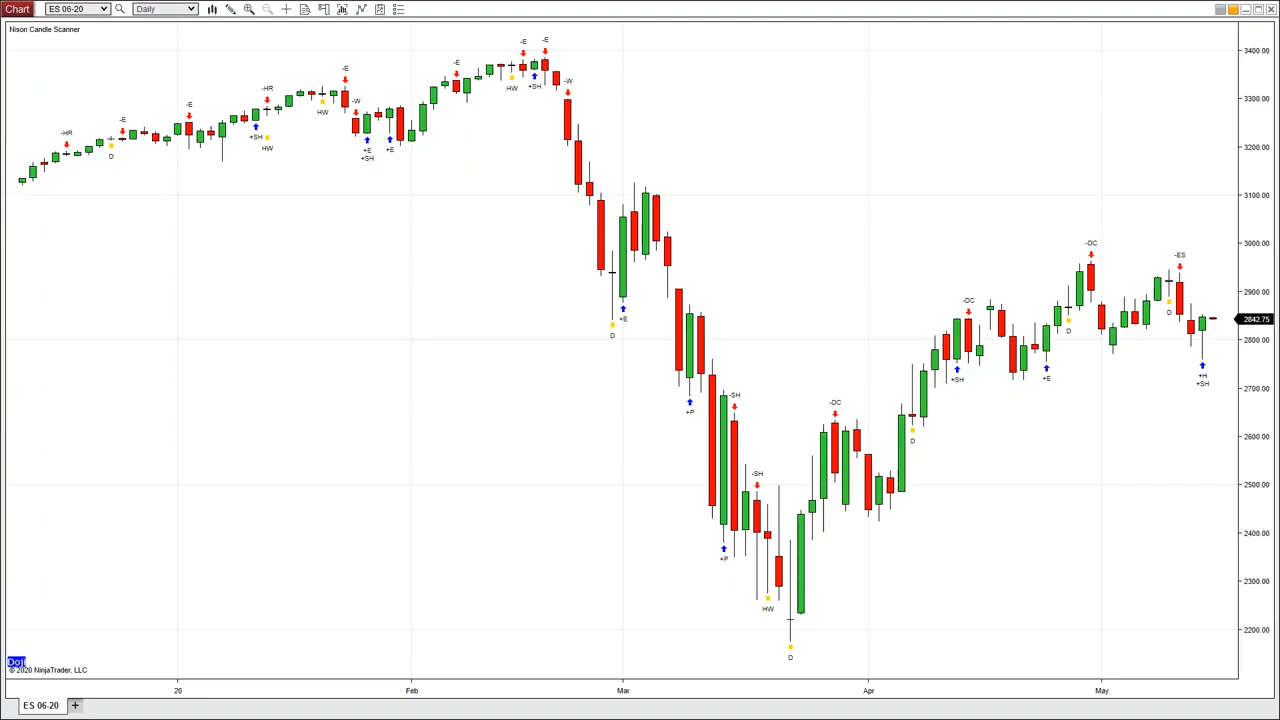 Chart ES 06-20 Daily
Nison Candle Scanner
-E -E
3400.00
-E
-W
-E
-HR
HW
+SH
3300.00
-E
-W
HW
-E
-HR
+SH
HW
D
+E
+SH
+E
3200.00
3100.00
3000.00
-DC
-ES
2900.00
-DC
D
+E
D
D
2842.75
2800.00
+SH
+E
+H
+SH
2700.00
-SH
-DC
+P
2600.00
D
-SH
2500.00
2400.00
+P
HW
2300.00
2200.00
D
Doji
© 2020 NinjaTrader, LLC
20 Feb Mar Apr May
ES 06-20 +